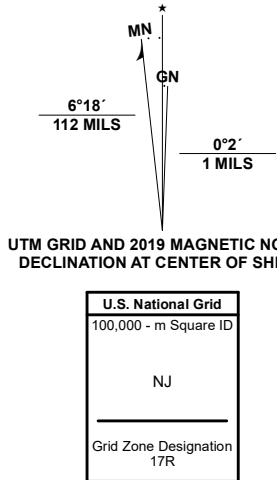 ★
MN
GN
6°18´
112 MILS
0°2´
1 MILS
UTM GRID AND 2019 MAGNETIC NO
DECLINATION AT CENTER OF SHE
U.S. National Grid
100,000 - m Square ID
NJ
Grid Zone Designation
17R